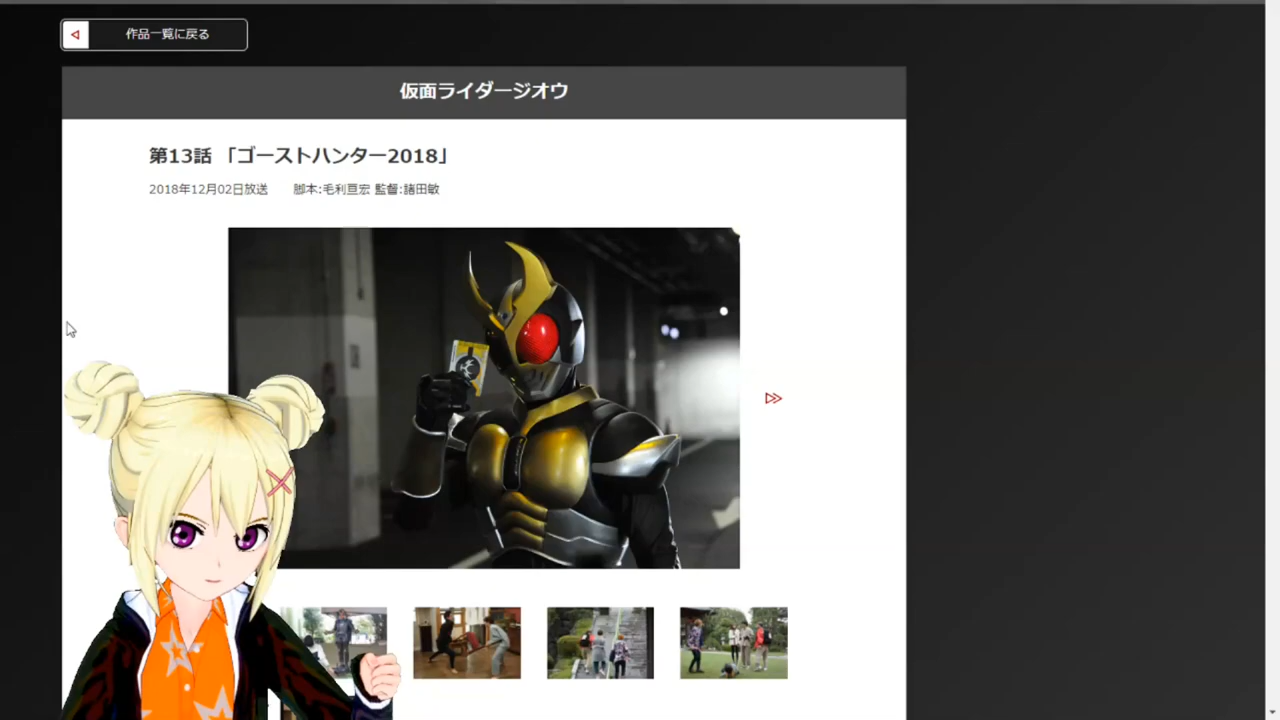 作品一覧に戻る
仮面ライダージオウ
第13話 「ゴーストハンター2018」
2018年12月02日放送 脚本:毛利亘宏 監督:諸田敏